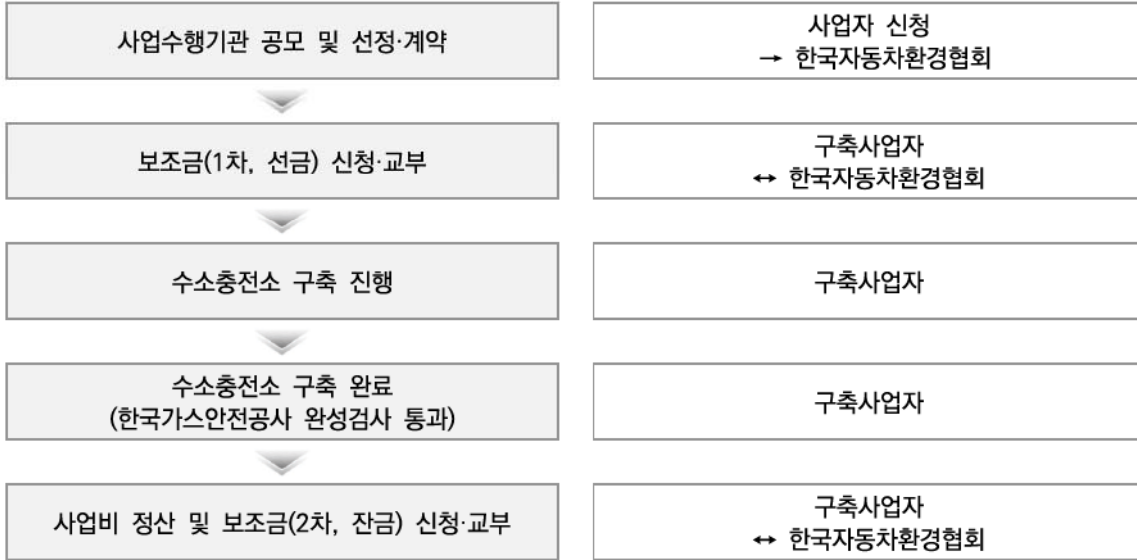 사업수행기관 공모 및 선정·계약
사업자 신청
→ 한국자동차환경협회
보조금(1차, 선금) 신청·교부
구축사업자
↔ 한국자동차환경협회
수소충전소 구축 진행
구축사업자
수소충전소 구축 완료
(한국가스안전공사 완성검사 통과)
구축사업자
사업비 정산 및 보조금(2차, 잔금) 신청·교부
구축사업자
↔ 한국자동차환경협회